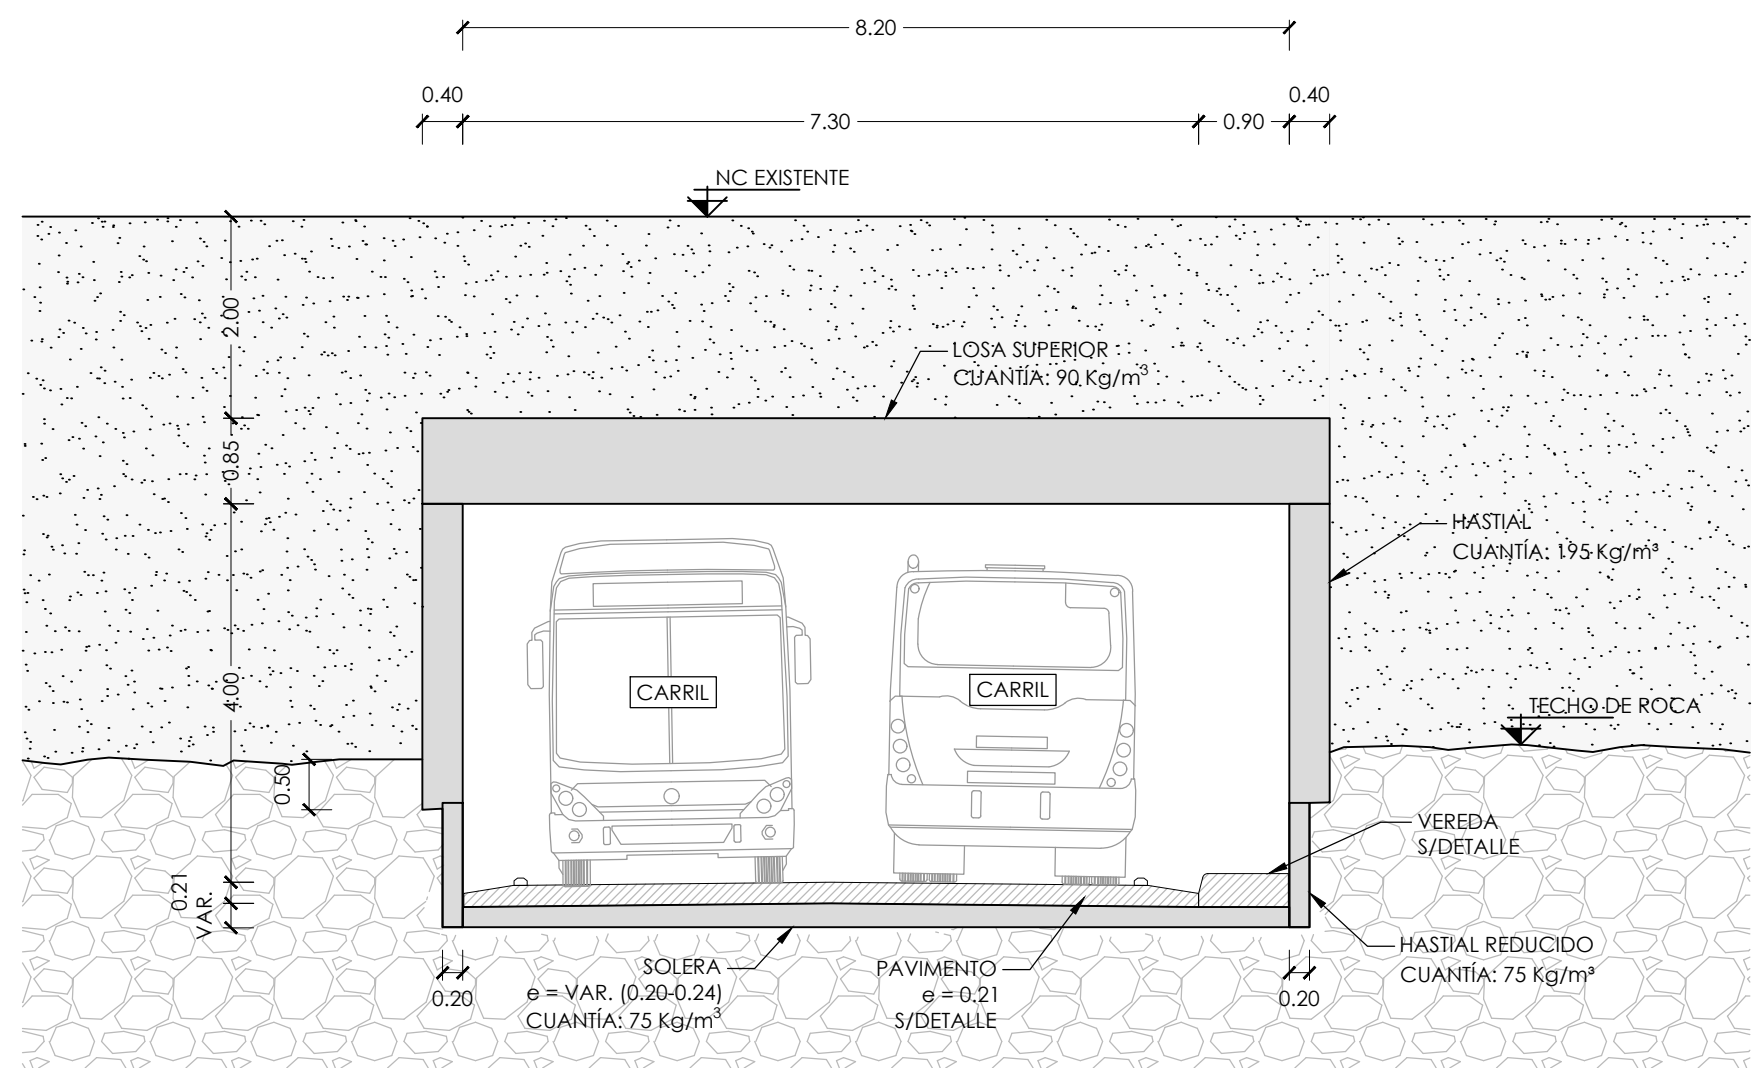 8.20
0.40
0.40
7.30
0.90
NC EXISTENTE
2.00
LOSA SUPERIOR
CUANTÍA: 90 Kg/m³
0.85
HASTIAL
CUANTÍA: 195 Kg/m³
4.00
CARRIL
CARRIL
TECHO DE ROCA
0.50
VEREDA
S/DETALLE
0.21
VAR.
HASTIAL REDUCIDO
CUANTÍA: 75 Kg/m³
0.20
SOLERA
e = VAR. (0.20-0.24)
CUANTÍA: 75 Kg/m³
PAVIMENTO
e = 0.21
S/DETALLE
0.20